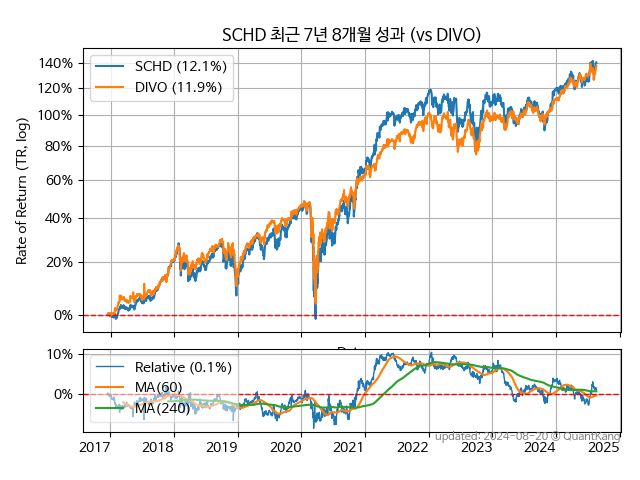 SCHD 최근 7년 8개월 성과 (vs DIVO)
Rate of Return (TR, log)
140%
120%
100%
80%
60%
40%
20%
0%
SCHD (12.1%)
DIVO (11.9%)
10%
0%
Relative (0.1%)
MA(60)
MA(240)
updated: 2024-08-20 © QuantKang
2017 2018 2019 2020 2021 2022 2023 2024 2025